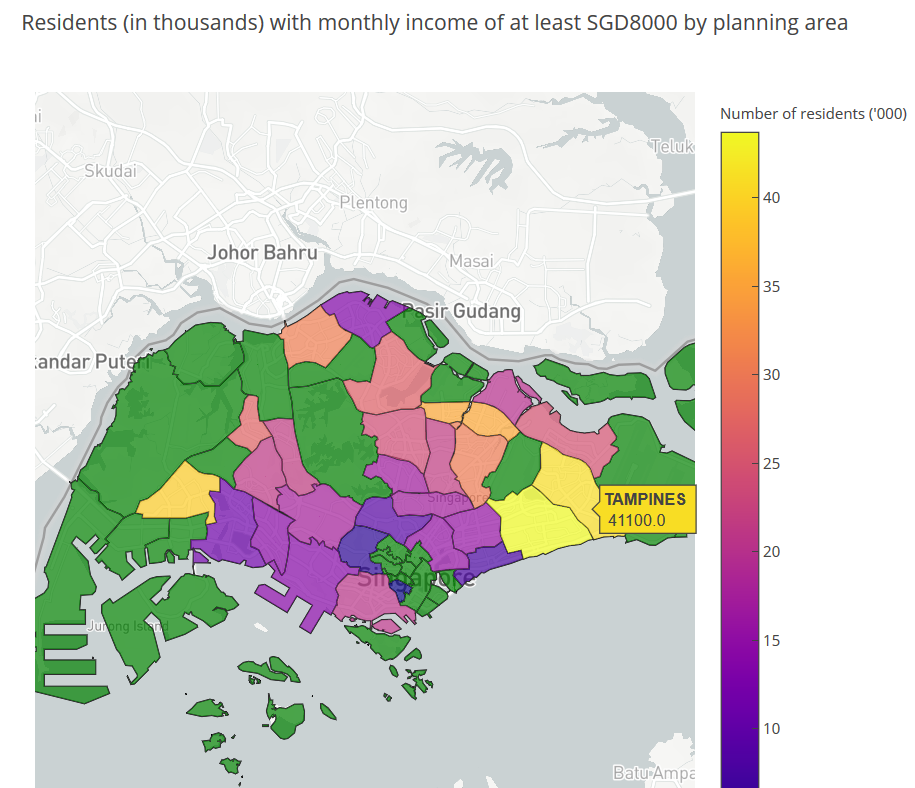 Residents (in thousands) with monthly income of at least SGD8000 by planning area
Number of residents ('000)
ai
Teluk
Skudai
Plentong
40
Johor Bahru
Masai
35
Pasir Gudang
kandar Puteri
30
25
TAMPINES
Singapore
41100.0
20
Singapore
Jurong Island
15
10
Batu Ampa